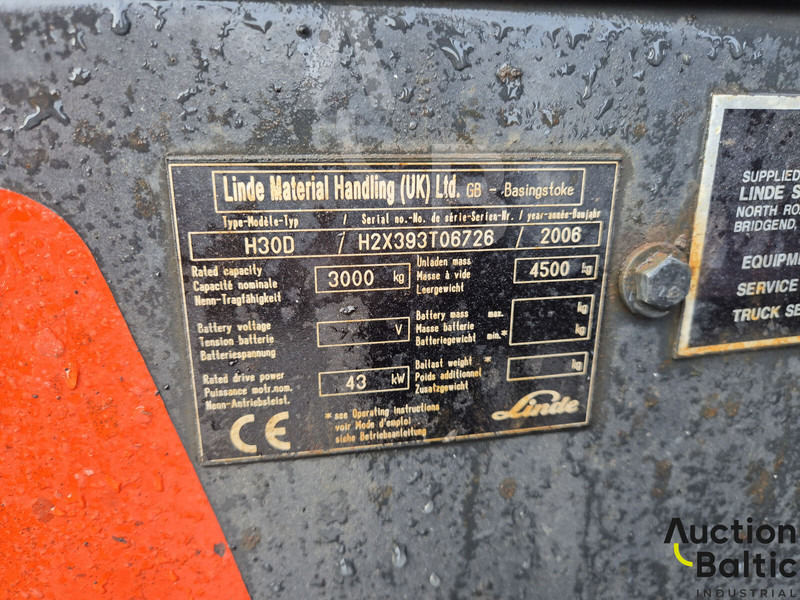 Linde Material Handling (UK) Ltd. GB - Basingstoke
Type-Modèle-Typ / Serial no.-No. de série-Serien-Nr. / year-année-Baujahr
H30D / H2X393T06726 / 2006
Rated capacity
Capacité nominale
Nenn-Tragfähigkeit
3000 kg
Unladen mass
Masse à vide
Leergewicht
4500 kg
Battery voltage
Tension batterie
Batteriespannung
V
Battery mass max.
Masse batterie
Batteriegewicht min.*
kg
kg
Rated drive power
Puissance motr.nom.
Nenn-Antriebsleist.
43 kW
Ballast weight *
Poids additionnel
Zusatzgewicht
kg
CE
* see Operating instructions
voir Mode d'emploi
siehe Betriebsanleitung
Linde
SUPPLIED
LINDE S
NORTH RO
BRIDGEND,
EQUIPM
SERVICE
TRUCK SE
Auction
Baltic
INDUSTRIAL